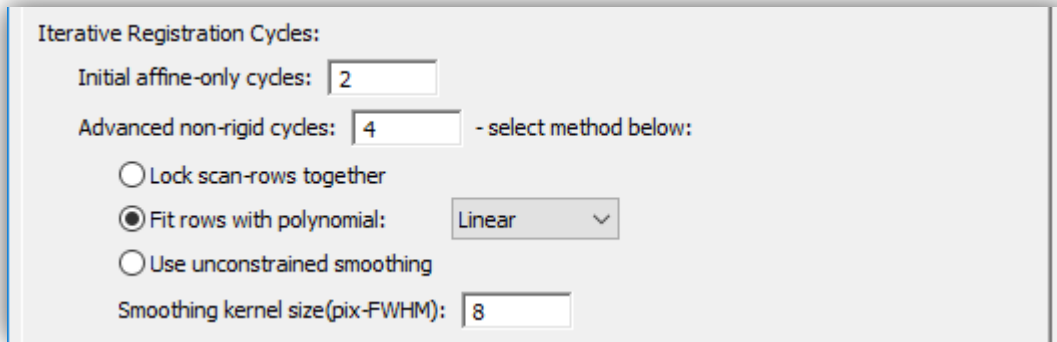 Iterative Registration Cycles:
Initial affine-only cycles: 2
Advanced non-rigid cycles: 4 - select method below:
Lock scan-rows together
Fit rows with polynomial: Linear
Use unconstrained smoothing
Smoothing kernel size(pix-FWHM): 8